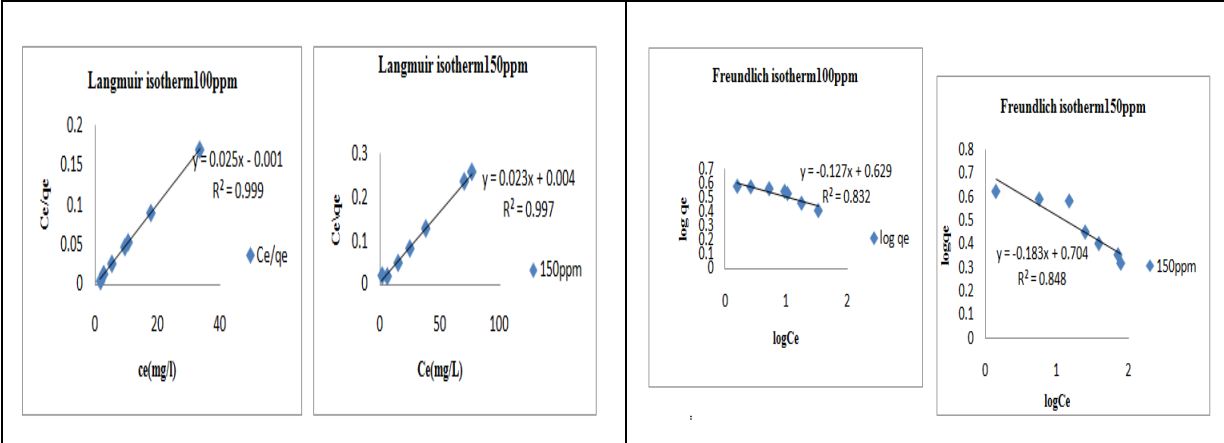 Langmuir isotherm100ppm
Ce/qe
0.2
0.15
0.1
0.05
0
y = 0.025x - 0.001
R² = 0.999
Ce/qe
0 20 40
ce(mg/l)
Langmuir isotherm150ppm
Ce\qe
0.3
0.2
0.1
0
y = 0.023x + 0.004
R² = 0.997
150ppm
0 50 100
Ce(mg/L)
Freundlich isotherm100ppm
log qe
0.7
0.6
0.5
0.4
0.3
0.2
0.1
0
y = -0.127x + 0.629
R² = 0.832
log qe
0 1 2
logCe
Freundlich isotherm150ppm
logqe
0.8
0.7
0.6
0.5
0.4
0.3
0.2
0.1
0
y = -0.183x + 0.704
R² = 0.848
150ppm
0 1 2
logCe